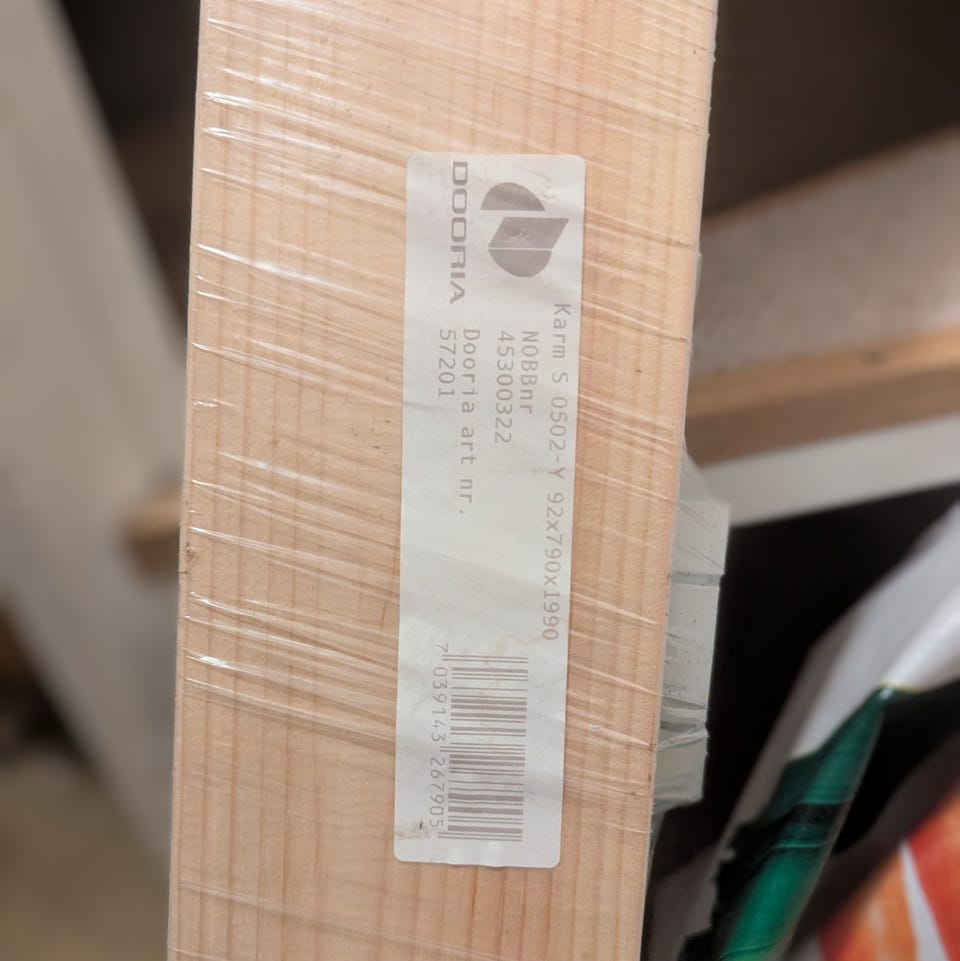 DOORIA
Karm S 0502-Y 92x790x1990
NOBBnr
45300322
Dooria art nr.
57201
7 039143 267905